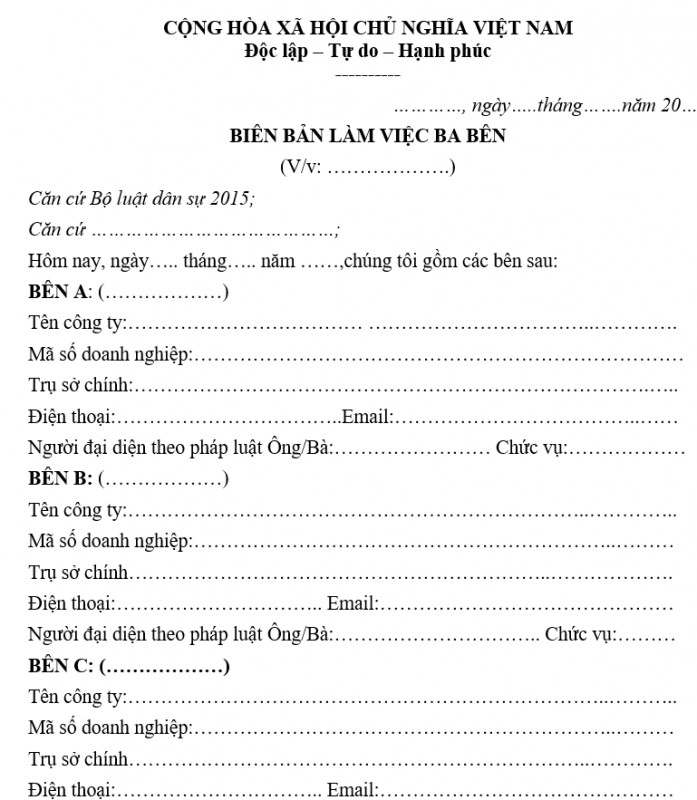 CỘNG HÒA XÃ HỘI CHỦ NGHĨA VIỆT NAM
Độc lập – Tự do – Hạnh phúc
----------
…………, ngày…..tháng…….năm 20…
BIÊN BẢN LÀM VIỆC BA BÊN
(V/v: ……………….)
Căn cứ Bộ luật dân sự 2015;
Căn cứ ……………………………………;
Hôm nay, ngày….. tháng….. năm ……,chúng tôi gồm các bên sau:
BÊN A: (………………)
Tên công ty:……………………………… ……………………………..………….
Mã số doanh nghiệp:…………………………………………………………………
Trụ sở chính:…………………………………………………………………….…..
Điện thoại:……………………………..Email:………………………………..……
Người đại diện theo pháp luật Ông/Bà:…………………… Chức vụ:………………
BÊN B: (………………)
Tên công ty:……………………………………………………………..…………..
Mã số doanh nghiệp:………………………………………………………..………
Trụ sở chính………………………………………………………..……………….
Điện thoại:………………………….. Email:………………………………………
Người đại diện theo pháp luật Ông/Bà:………………………….. Chức vụ:………
BÊN C: (………………)
Tên công ty:………………………………………………………………..………..
Mã số doanh nghiệp:………………………………………………………..………
Trụ sở chính……………………………………………………………..………….
Điện thoại:………………………….. Email:………………………………………